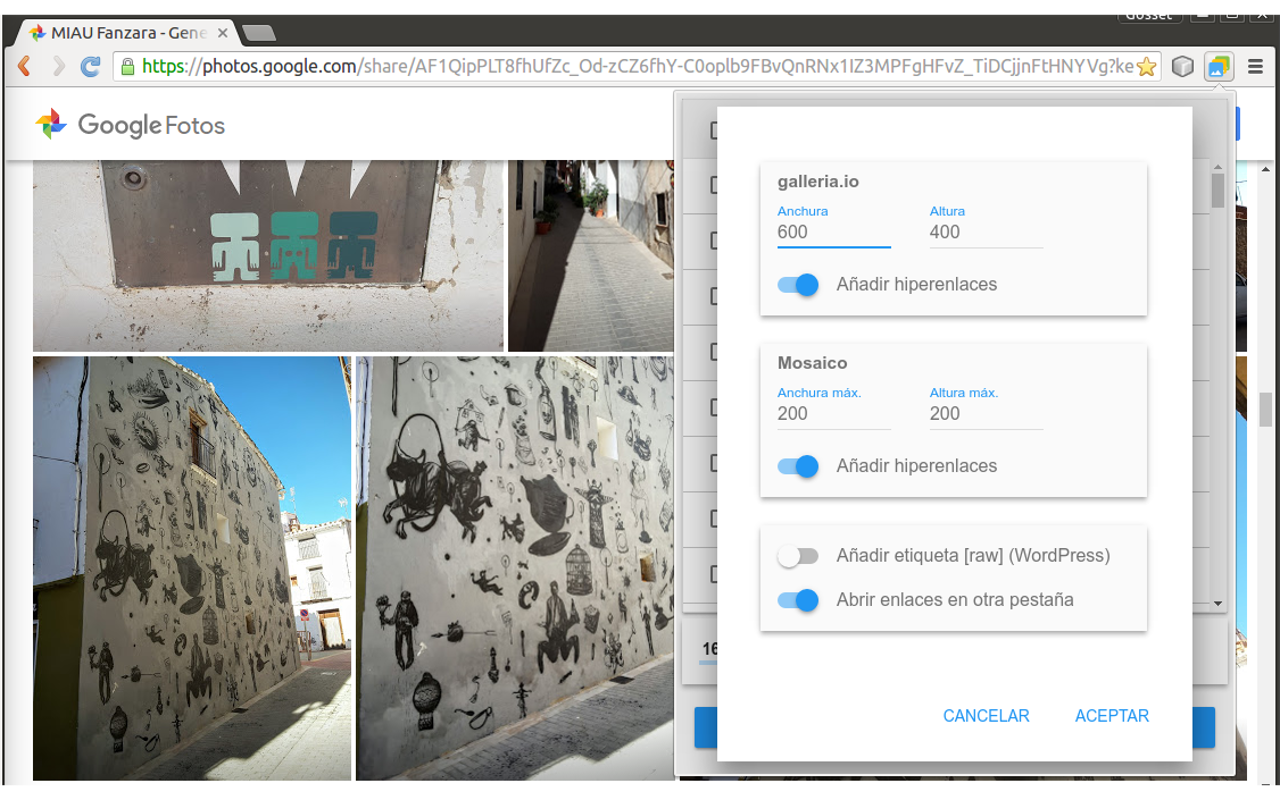 Gosset
MIAU Fanzara - Gene
https://photos.google.com/share/AF1QipPLT8fhUfZc_Od-zCZ6fhY-C0oplb9FBvQnRNx1IZ3MPFgHFvZ_TiDCjjnFtHNYVg?ke
Google Fotos
galleria.io
Anchura Altura
600 400
Añadir hiperenlaces
Mosaico
Anchura máx. Altura máx.
200 200
Añadir hiperenlaces
Añadir etiqueta [raw] (WordPress)
Abrir enlaces en otra pestaña
16
CANCELAR ACEPTAR